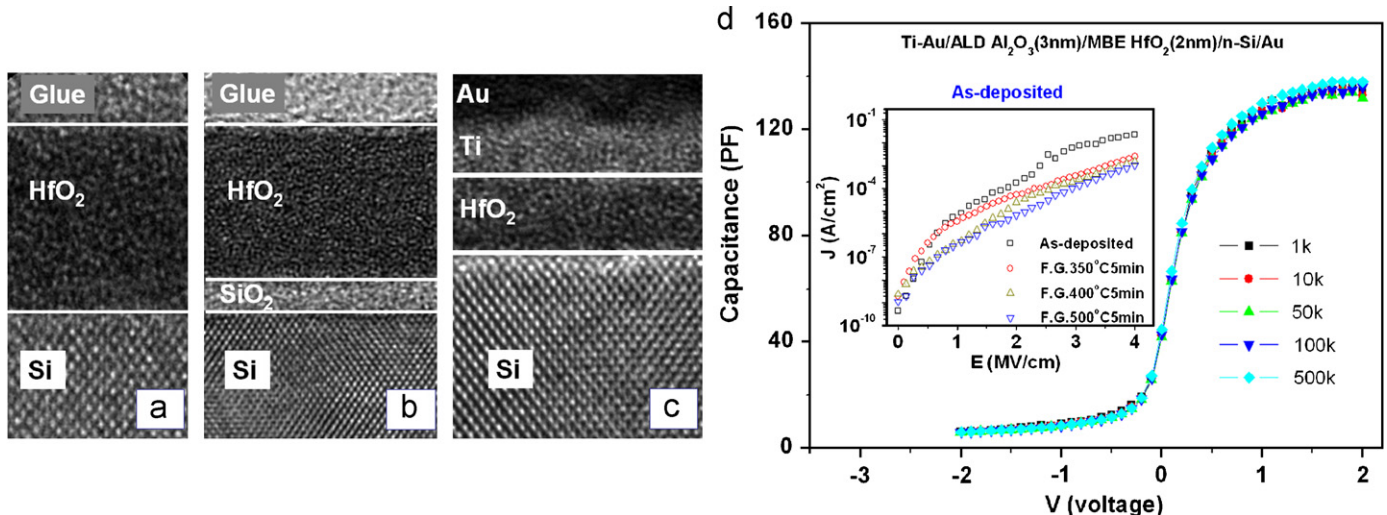 Glue
HfO₂
Si
a
Glue
HfO₂
SiO₂
Si
b
Au
Ti
HfO₂
Si
c
d
160
120
80
40
0
Capacitance (PF)
Ti-Au/ALD Al₂O₃(3nm)/MBE HfO₂(2nm)/n-Si/Au
As-deposited
10⁻¹
10⁻⁴
10⁻⁷
10⁻¹⁰
J (A/cm²)
As-deposited
F.G.350°C5min
F.G.400°C5min
F.G.500°C5min
0 1 2 3 4
E (MV/cm)
1k
10k
50k
100k
500k
-3 -2 -1 0 1 2
V (voltage)